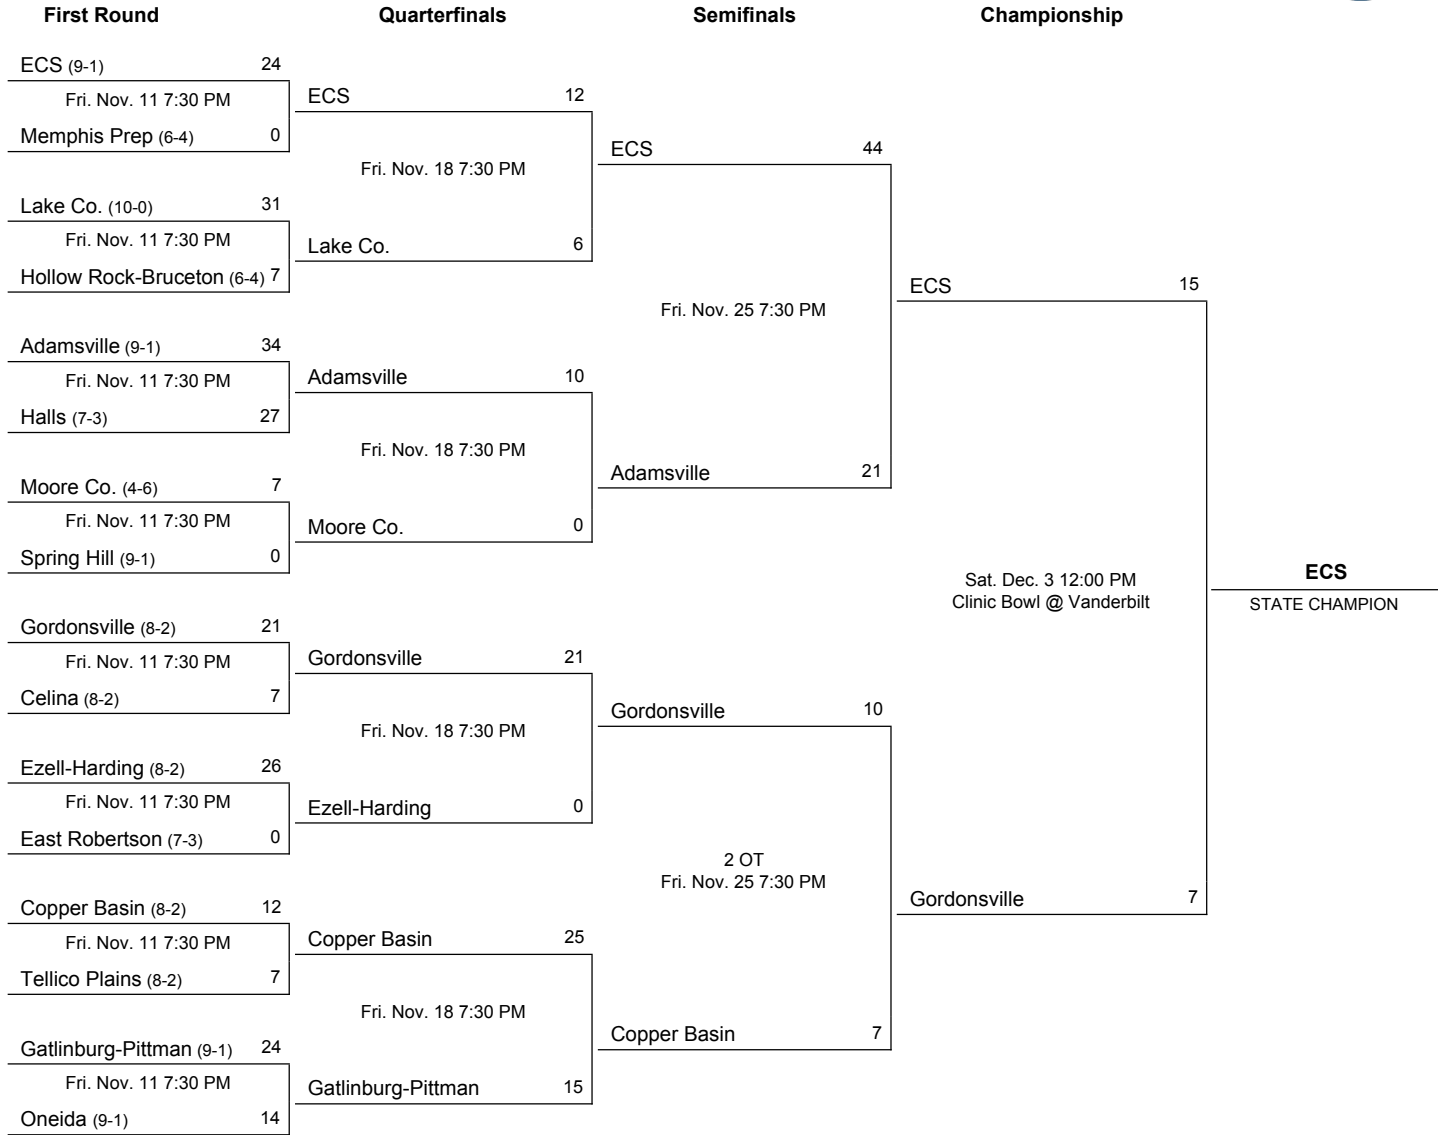 First Round Quarterfinals Semifinals Championship
ECS (9-1) 24
Fri. Nov. 11 7:30 PM
Memphis Prep (6-4) 0
Lake Co. (10-0) 31
Fri. Nov. 11 7:30 PM
Hollow Rock-Bruceton (6-4) 7
Adamsville (9-1) 34
Fri. Nov. 11 7:30 PM
Halls (7-3) 27
Moore Co. (4-6) 7
Fri. Nov. 11 7:30 PM
Spring Hill (9-1) 0
Gordonsville (8-2) 21
Fri. Nov. 11 7:30 PM
Celina (8-2) 7
Ezell-Harding (8-2) 26
Fri. Nov. 11 7:30 PM
East Robertson (7-3) 0
Copper Basin (8-2) 12
Fri. Nov. 11 7:30 PM
Tellico Plains (8-2) 7
Gatlinburg-Pittman (9-1) 24
Fri. Nov. 11 7:30 PM
Oneida (9-1) 14
ECS 12
Fri. Nov. 18 7:30 PM
Lake Co. 6
Adamsville 10
Fri. Nov. 18 7:30 PM
Moore Co. 0
Gordonsville 21
Fri. Nov. 18 7:30 PM
Ezell-Harding 0
Copper Basin 25
Fri. Nov. 18 7:30 PM
Gatlinburg-Pittman 15
ECS 44
Fri. Nov. 25 7:30 PM
Adamsville 21
Gordonsville 10
2 OT
Fri. Nov. 25 7:30 PM
Copper Basin 7
ECS 15
Sat. Dec. 3 12:00 PM
Clinic Bowl @ Vanderbilt
Gordonsville 7
ECS
STATE CHAMPION